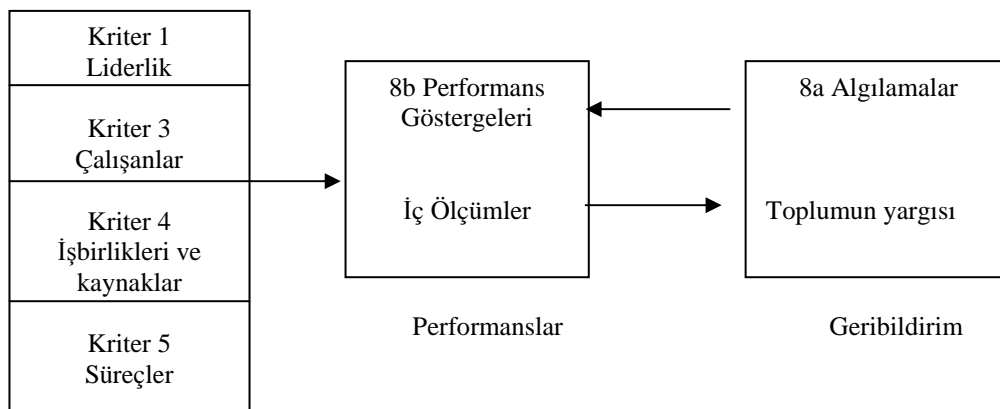 Kriter 1
Liderlik
Kriter 3
Çalışanlar
Kriter 4
İşbirlikleri ve
kaynaklar
Kriter 5
Süreçler
8b Performans
Göstergeleri
İç Ölçümler
Performanslar
8a Algılamalar
Toplumun yargısı
Geribildirim